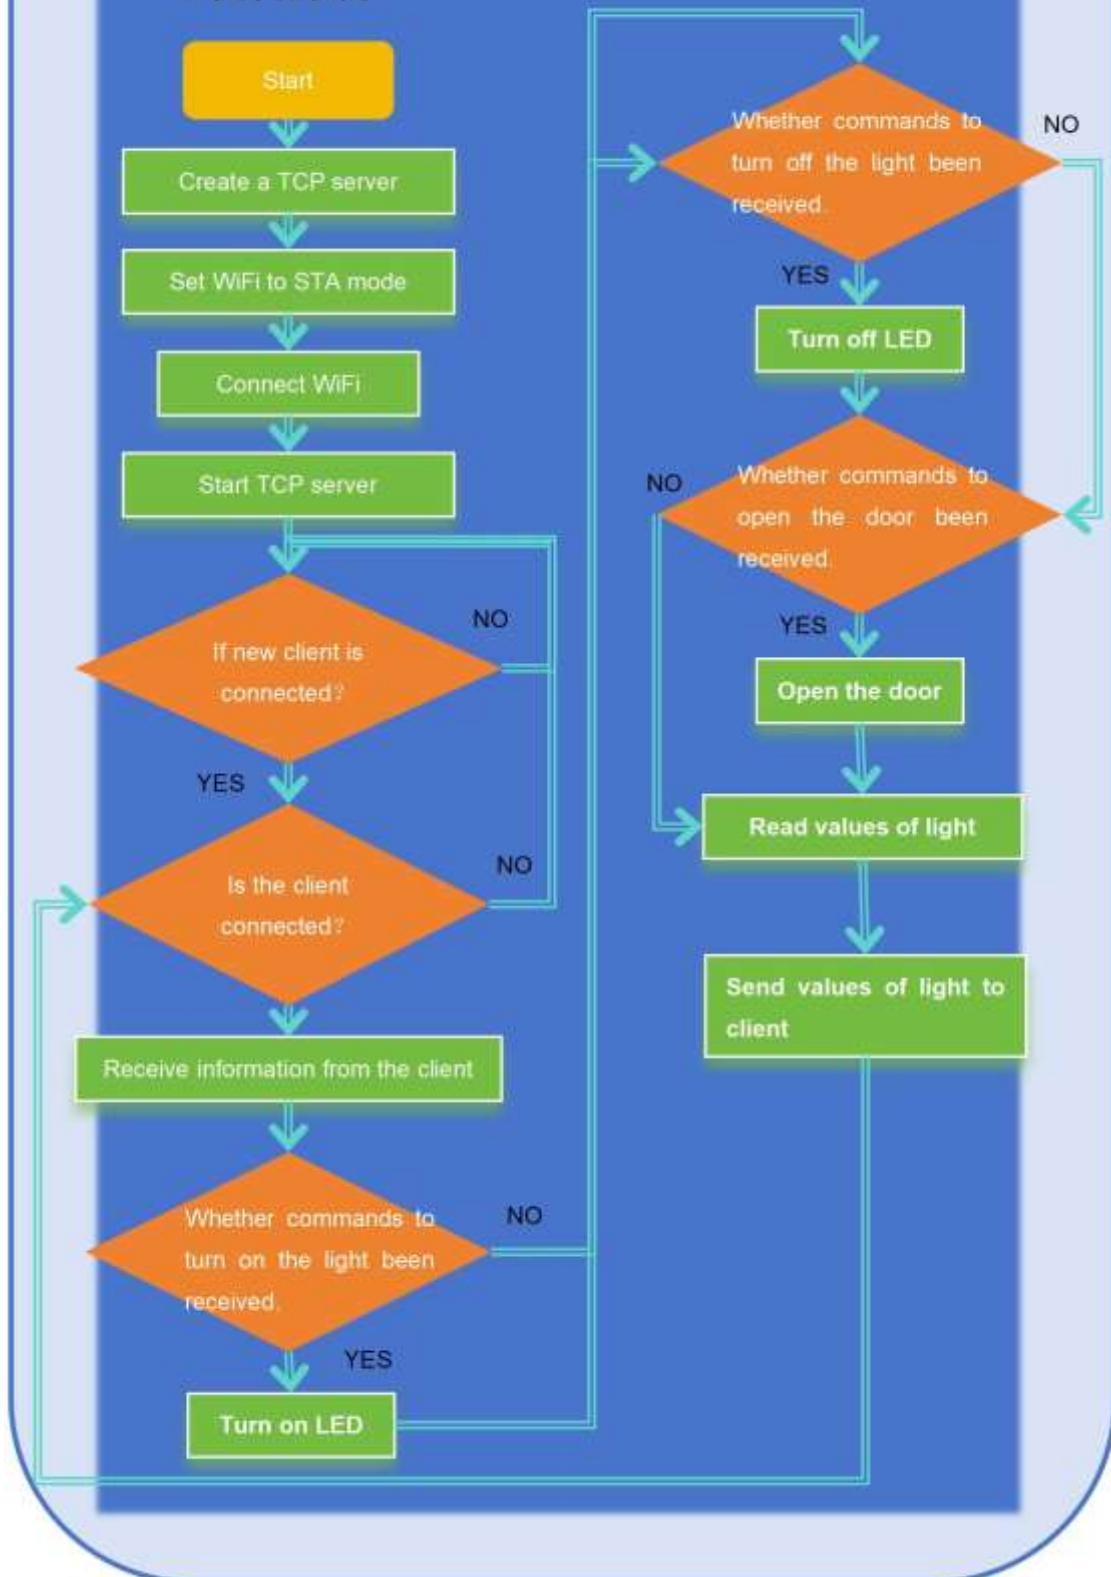 Start
Create a TCP server
Set WiFi to STA mode
Connect WiFi
Start TCP server
If new client is
connected?
NO
YES
Is the client
connected?
NO
Receive information from the client
Whether commands to
turn on the light been
received.
NO
YES
Turn on LED
Whether commands to
turn off the light been
received.
NO
YES
Turn off LED
Whether commands to
open the door been
received.
NO
YES
Open the door
Read values of light
Send values of light to
client